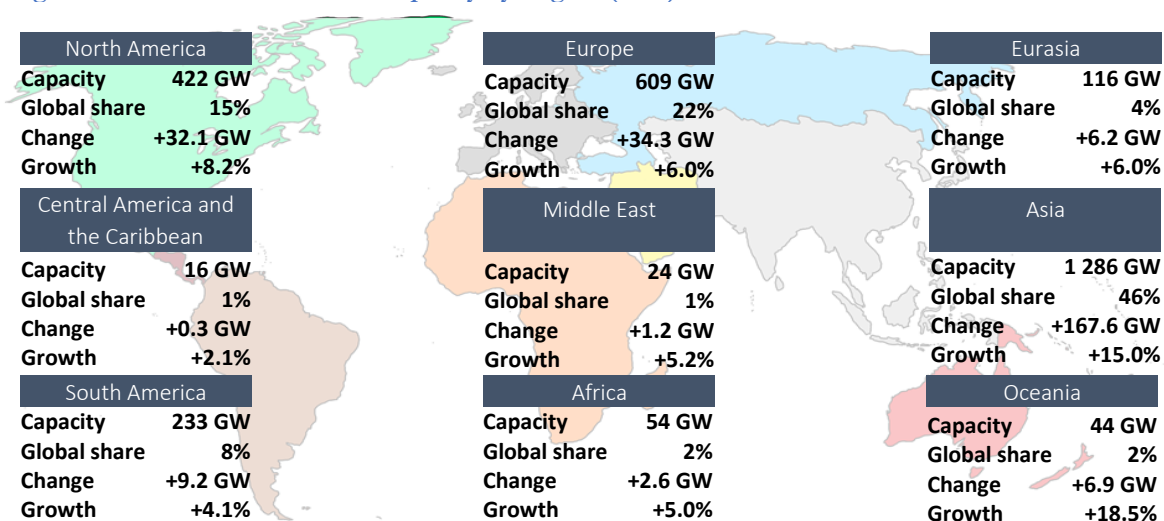 North America
Capacity 422 GW
Global share 15%
Change +32.1 GW
Growth +8.2%
Europe
Capacity 609 GW
Global share 22%
Change +34.3 GW
Growth +6.0%
Eurasia
Capacity 116 GW
Global share 4%
Change +6.2 GW
Growth +6.0%
Central America and
the Caribbean
Capacity 16 GW
Global share 1%
Change +0.3 GW
Growth +2.1%
Middle East
Capacity 24 GW
Global share 1%
Change +1.2 GW
Growth +5.2%
Asia
Capacity 1 286 GW
Global share 46%
Change +167.6 GW
Growth +15.0%
South America
Capacity 233 GW
Global share 8%
Change +9.2 GW
Growth +4.1%
Africa
Capacity 54 GW
Global share 2%
Change +2.6 GW
Growth +5.0%
Oceania
Capacity 44 GW
Global share 2%
Change +6.9 GW
Growth +18.5%